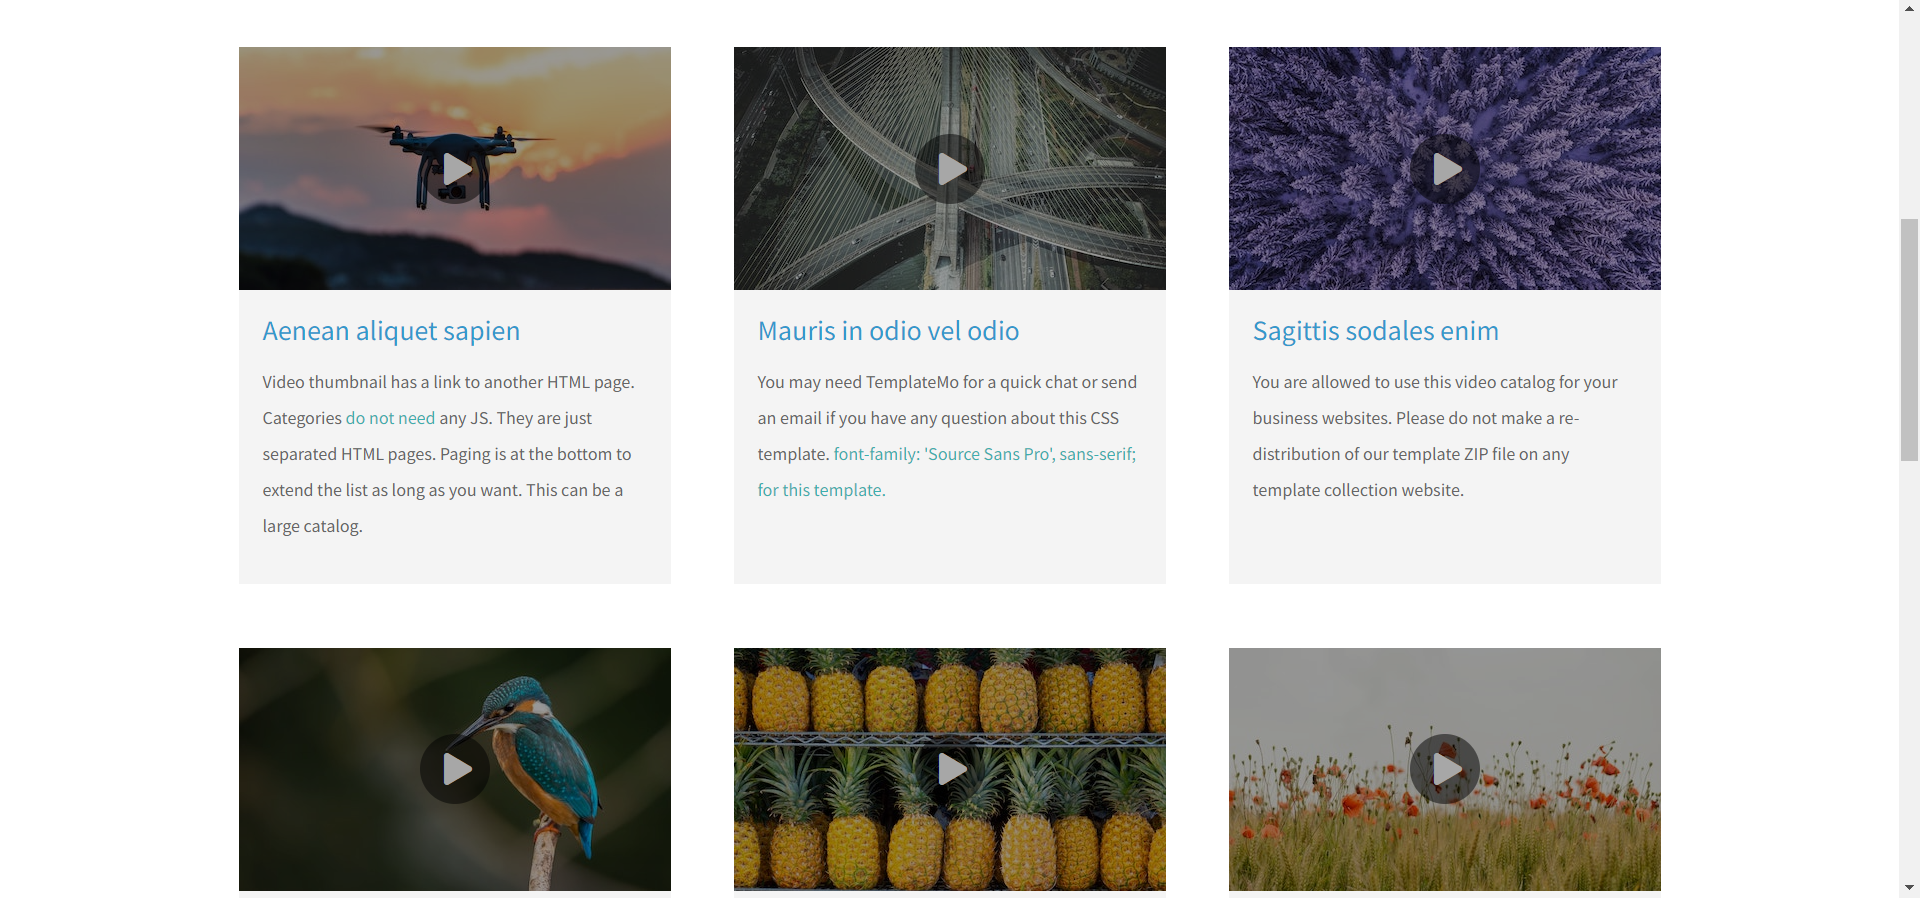 Aenean aliquet sapien
Video thumbnail has a link to another HTML page.
Categories do not need any JS. They are just
separated HTML pages. Paging is at the bottom to
extend the list as long as you want. This can be a
large catalog.
Mauris in odio vel odio
You may need TemplateMo for a quick chat or send
an email if you have any question about this CSS
template. font-family: 'Source Sans Pro', sans-serif;
for this template.
Sagittis sodales enim
You are allowed to use this video catalog for your
business websites. Please do not make a re-
distribution of our template ZIP file on any
template collection website.